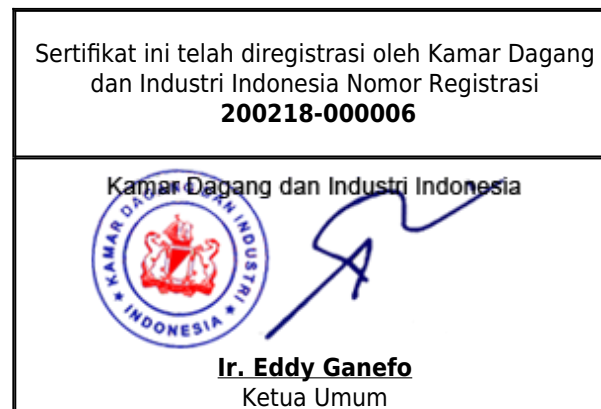 Sertifikat ini telah diregistrasi oleh Kamar Dagang
dan Industri Indonesia Nomor Registrasi
200218-000006
Kamar Dagang dan Industri Indonesia
KAMAR DAGANG DAN INDUSTRI
INDONESIA
Ir. Eddy Ganefo
Ketua Umum